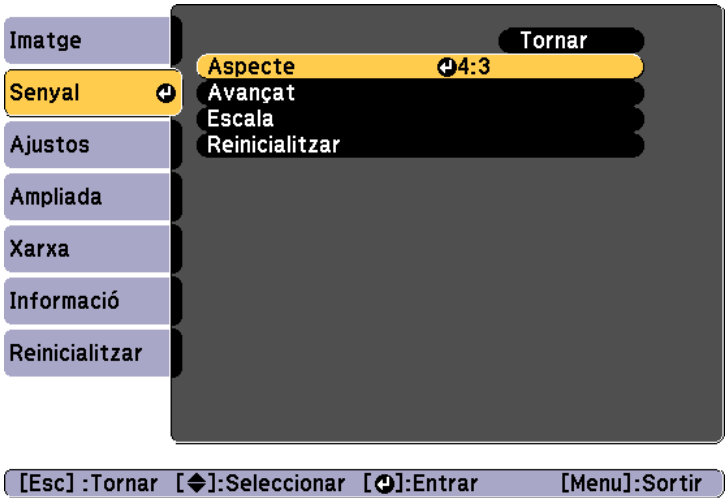 Imatge
Senyal
Ajustos
Ampliada
Xarxa
Informació
Reinicialitzar
Tornar
Aspecte 4:3
Avançat
Escala
Reinicialitzar
[Esc] :Tornar [ ]:Seleccionar [ ]:Entrar [Menu]:Sortir